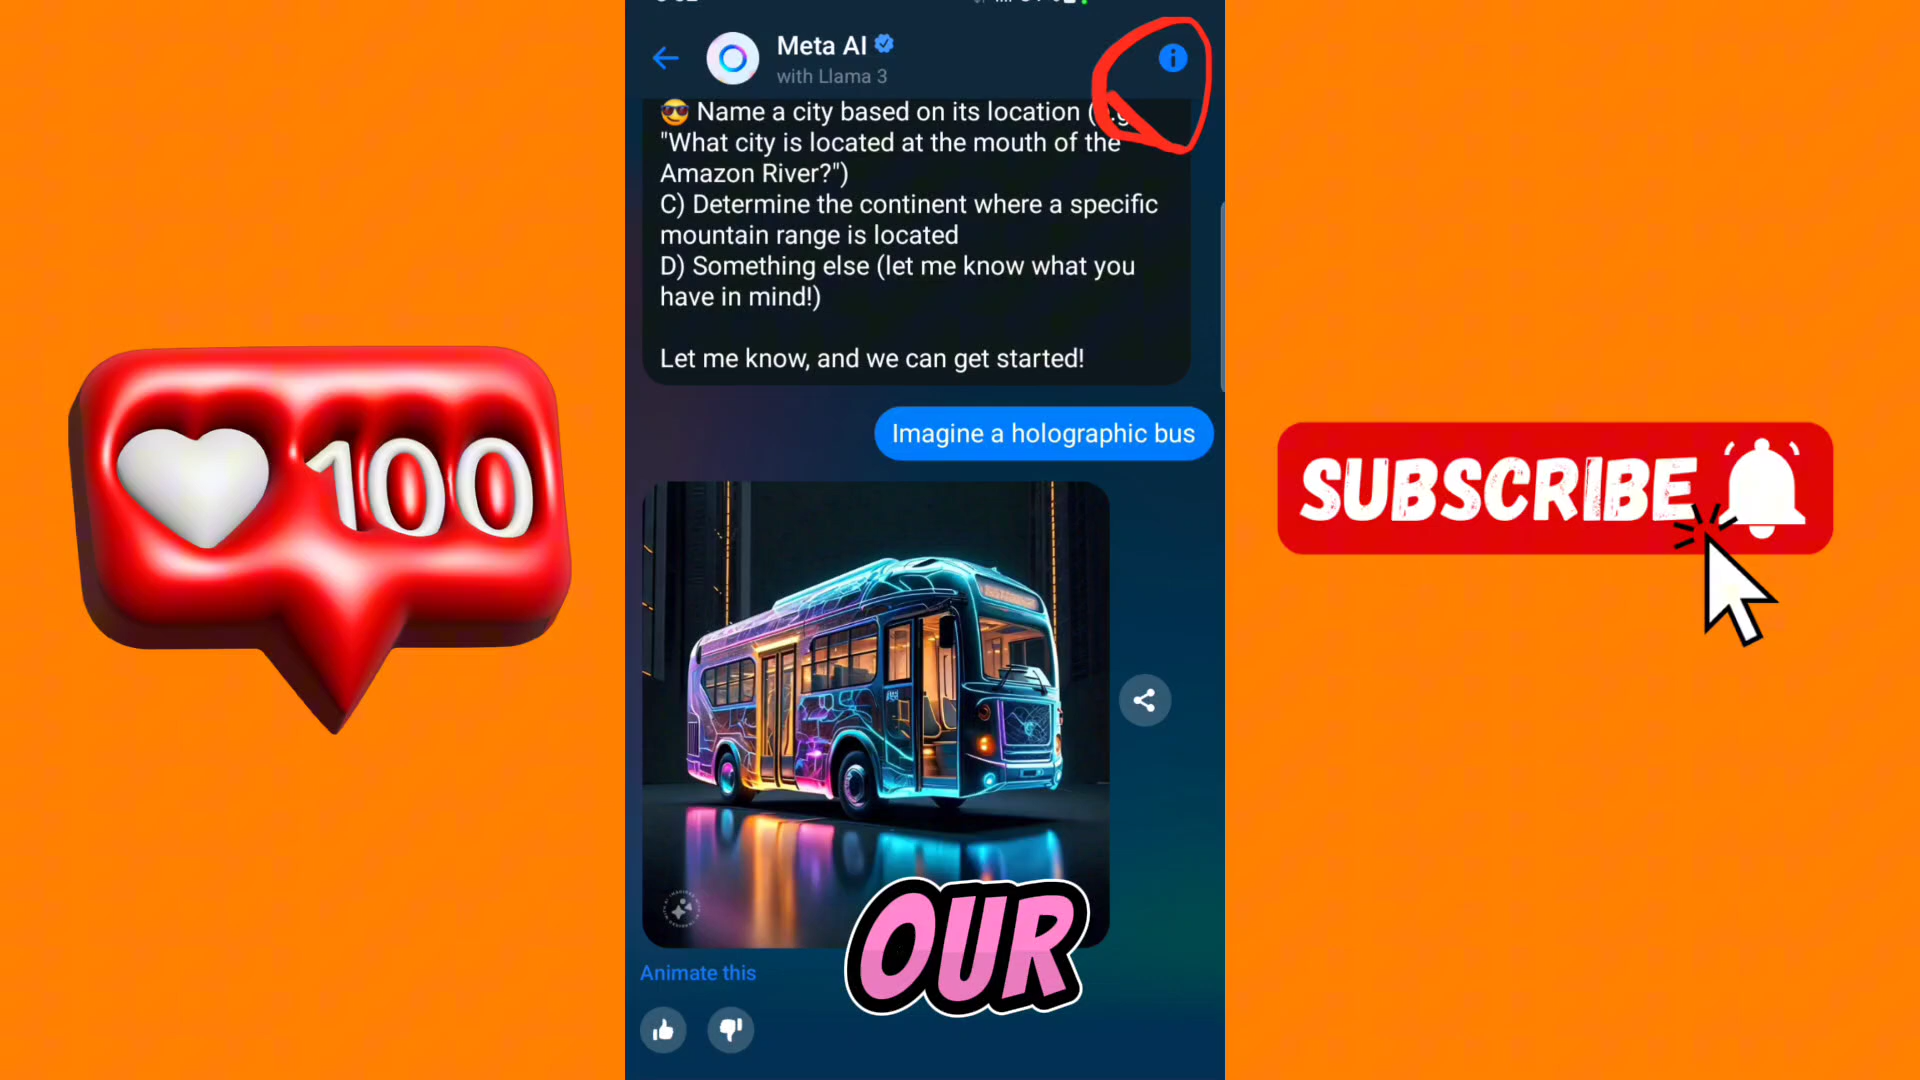 Meta AI
with Llama 3
😎 Name a city based on its location (
"What city is located at the mouth of the
Amazon River?")
C) Determine the continent where a specific
mountain range is located
D) Something else (let me know what you
have in mind!)
Let me know, and we can get started!
Imagine a holographic bus
100
SUBSCRIBE
OUR
Animate this